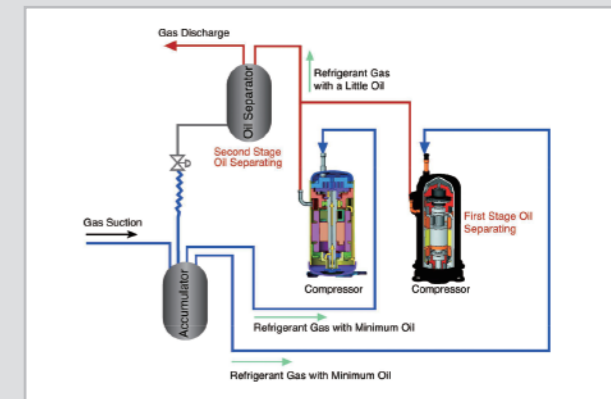 Gas Discharge
Oil Separator
Refrigerant Gas
with a Little Oil
Second Stage
Oil Separating
Gas Suction
First Stage Oil
Separating
Accumulator
Compressor
Compressor
Refrigerant Gas with Minimum Oil
Refrigerant Gas with Minimum Oil